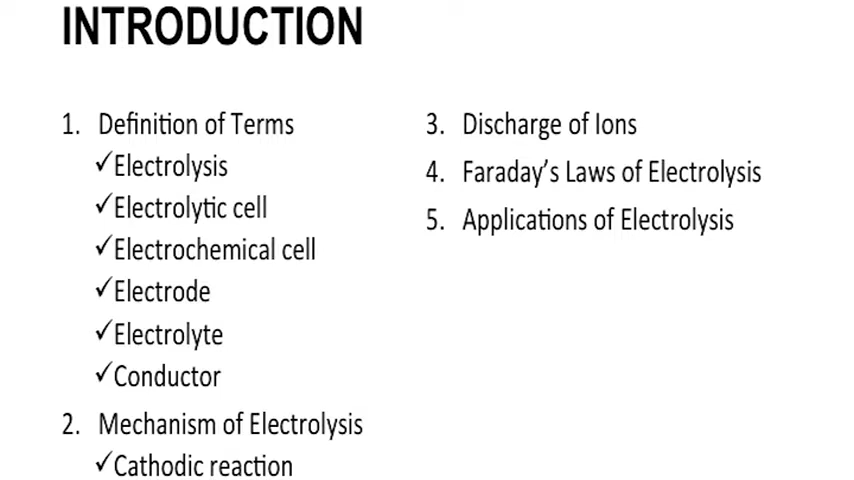 INTRODUCTION
1. Definition of Terms
✓Electrolysis
✓Electrolytic cell
✓Electrochemical cell
✓Electrode
✓Electrolyte
✓Conductor
2. Mechanism of Electrolysis
✓Cathodic reaction
3. Discharge of Ions
4. Faraday’s Laws of Electrolysis
5. Applications of Electrolysis